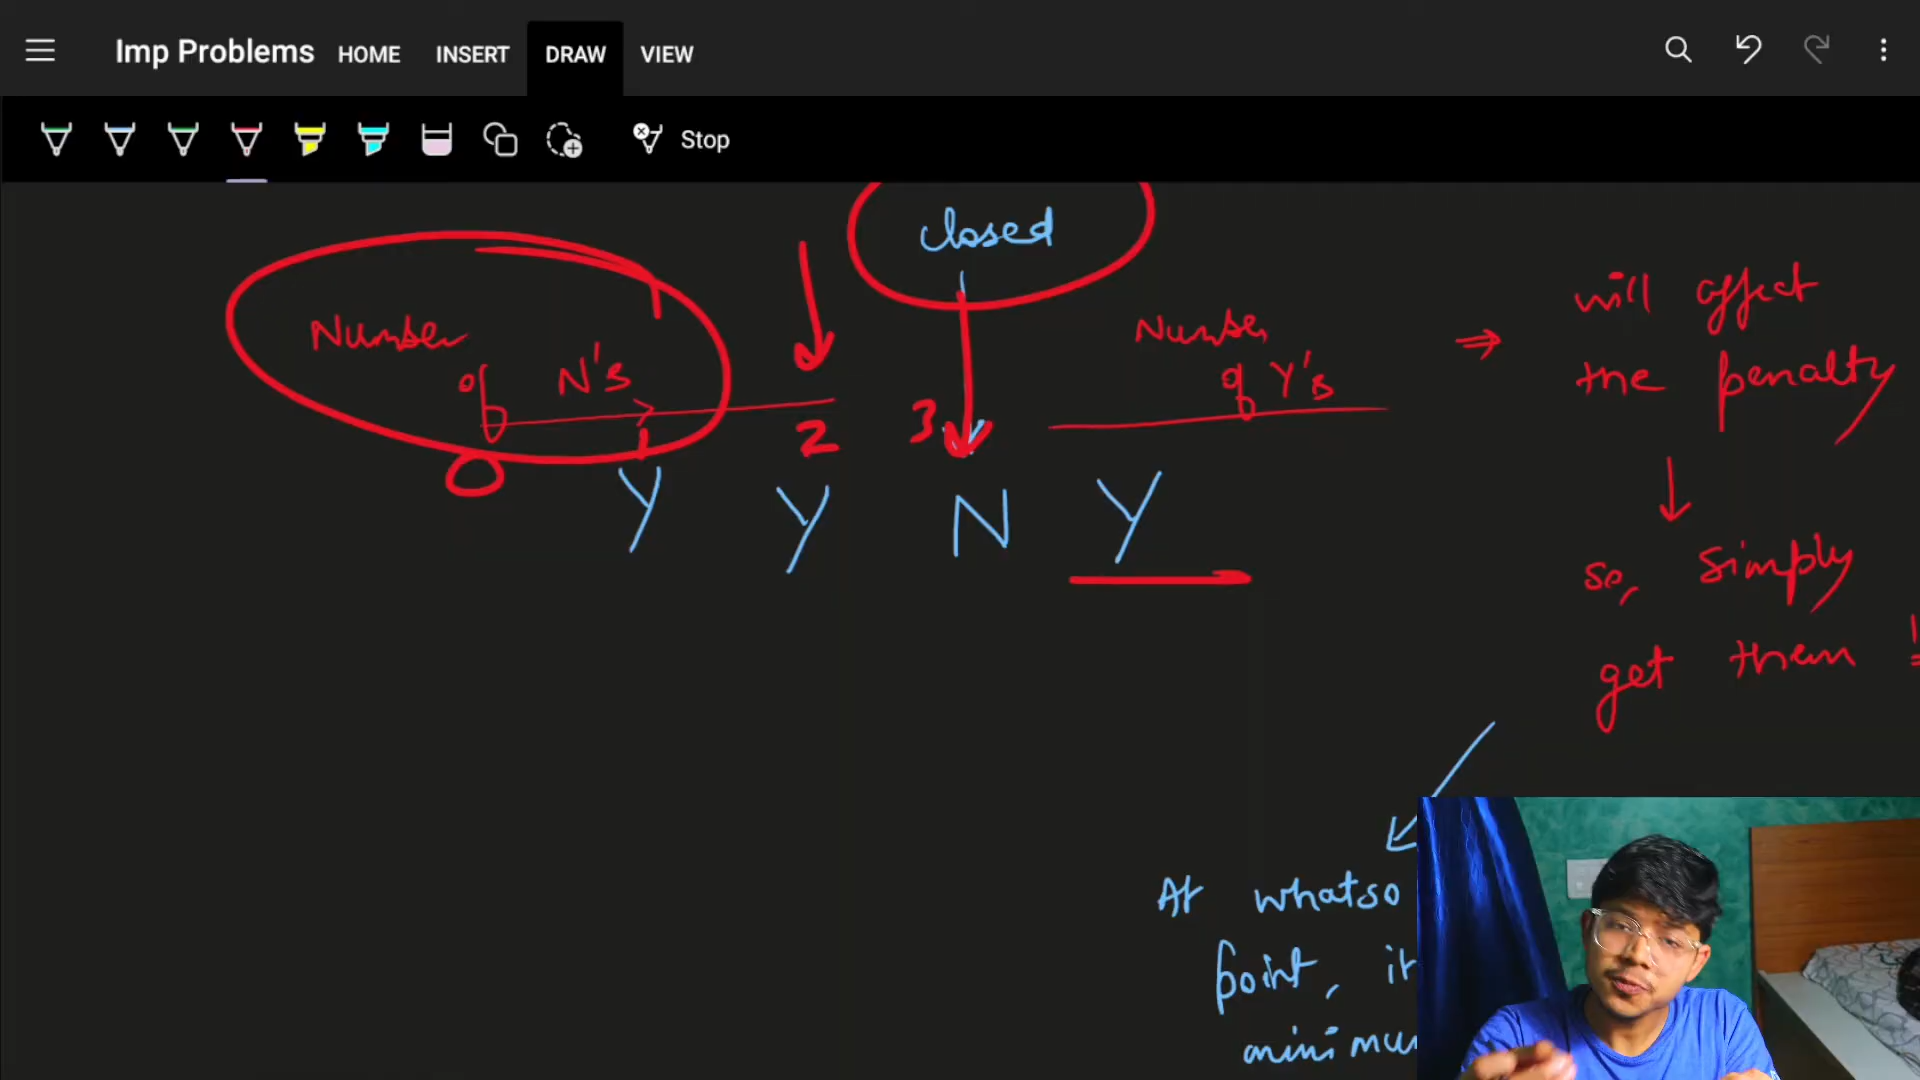 Imp Problems HOME INSERT DRAW VIEW
Stop
closed
Number
of N's
Number
of Y's
⇒ will affect
the penalty
0 1 2 3
Y Y N Y
so, simply
get them !
At whatso
point, it
minimu